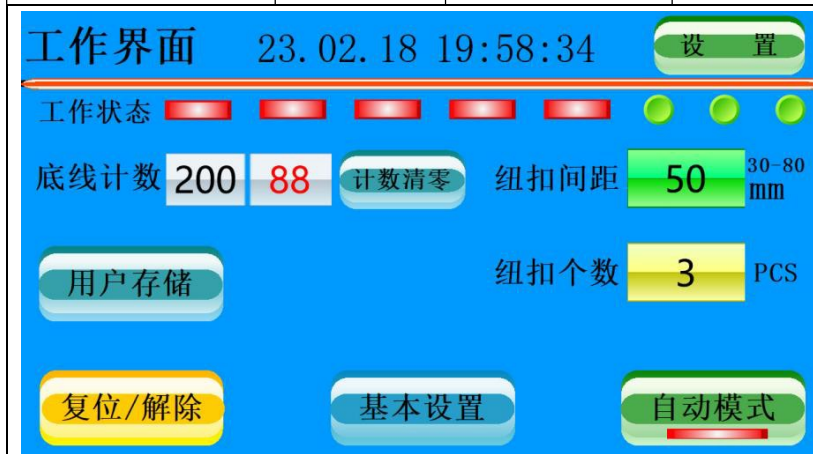 工作界面 23.02.18 19:58:34 设 置
工作状态
底线计数 200 88 计数清零 纽扣间距 50 30-80 mm
用户存储 纽扣个数 3 PCS
复位/解除 基本设置 自动模式